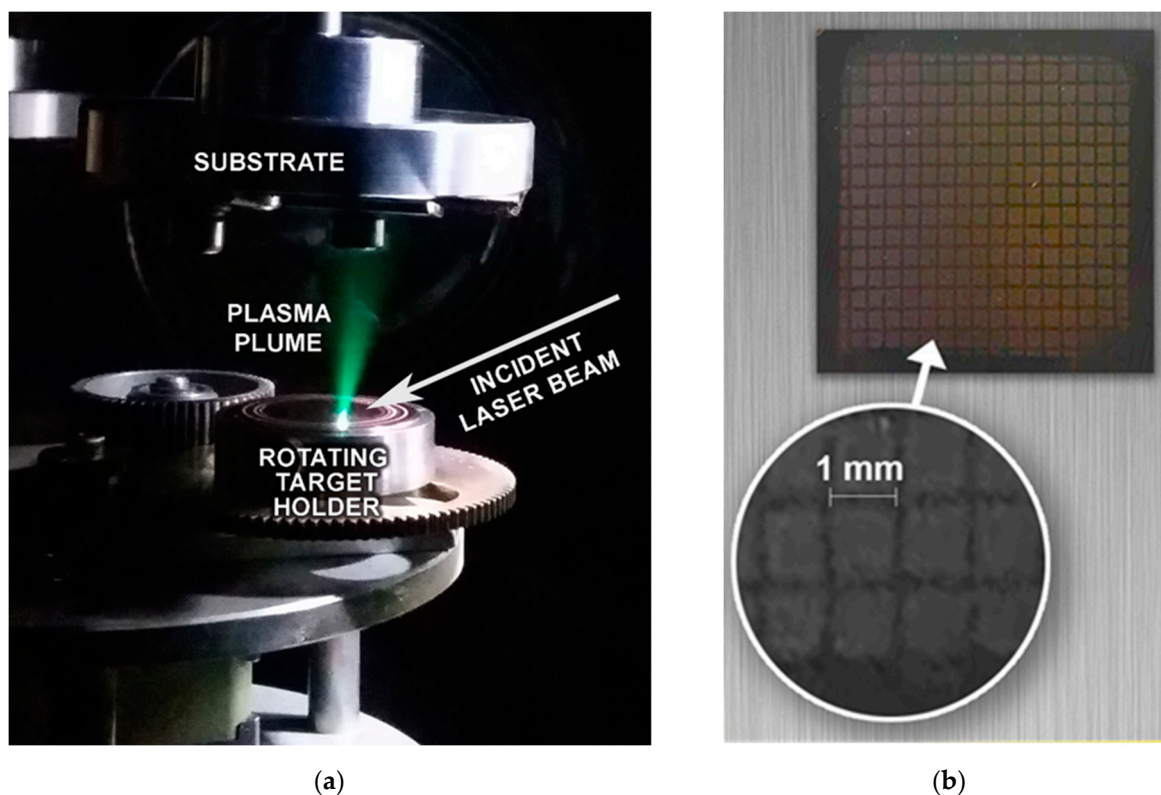 SUBSTRATE
PLASMA
PLUME
INCIDENT
LASER BEAM
ROTATING
TARGET
HOLDER
1 mm
(a)
(b)